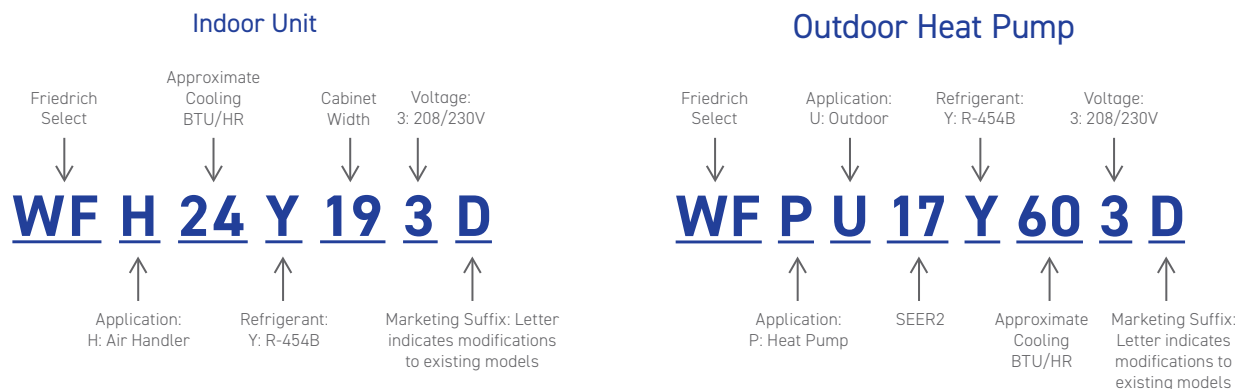 Indoor Unit
Friedrich
Select
Approximate
Cooling
BTU/HR
Cabinet
Width
Voltage:
3: 208/230V
WF H 24 Y 19 3 D
Application:
H: Air Handler
Refrigerant:
Y: R-454B
Marketing Suffix: Letter
indicates modifications
to existing models
Outdoor Heat Pump
Friedrich
Select
Application:
U: Outdoor
Refrigerant:
Y: R-454B
Voltage:
3: 208/230V
WF P U 17 Y 60 3 D
Application:
P: Heat Pump
SEER2
Approximate
Cooling
BTU/HR
Marketing Suffix:
Letter indicates
modifications to
existing models